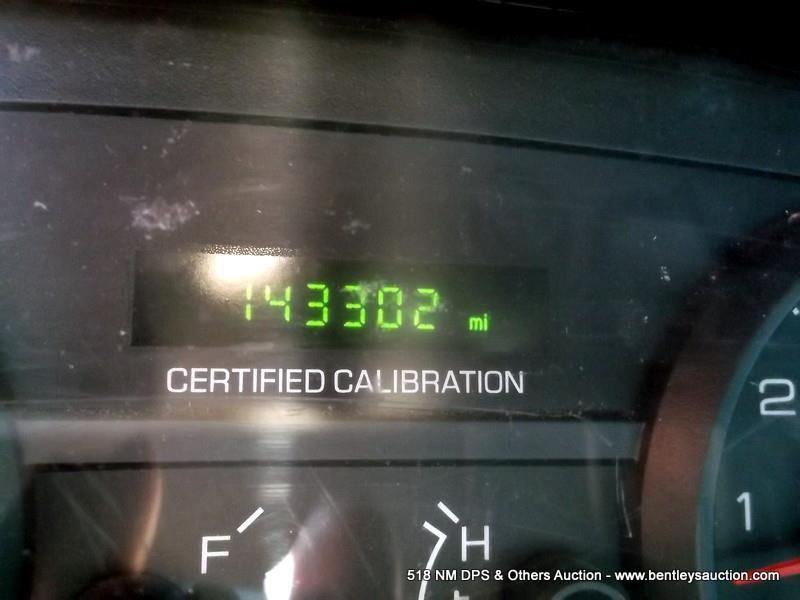 143302 mi
CERTIFIED CALIBRATION
2
1
F
H
518 NM DPS & Others Auction - www.bentleysauction.com